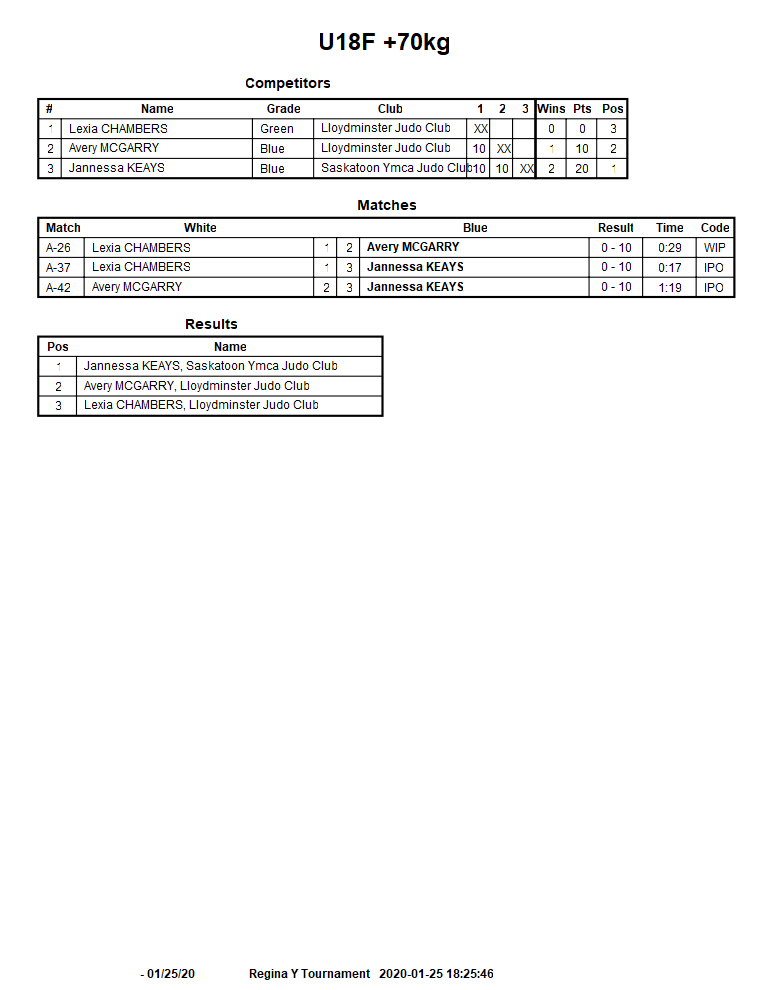 U18F +70kg
Competitors
# Name Grade Club 1 2 3 Wins Pts Pos
1 Lexia CHAMBERS Green Lloydminster Judo Club XX 0 0 3
2 Avery MCGARRY Blue Lloydminster Judo Club 10 XX 1 10 2
3 Jannessa KEAYS Blue Saskatoon Ymca Judo Club 10 10 XX 2 20 1
Matches
Match White Blue Result Time Code
A-26 Lexia CHAMBERS 1 2 Avery MCGARRY 0 - 10 0:29 WIP
A-37 Lexia CHAMBERS 1 3 Jannessa KEAYS 0 - 10 0:17 IPO
A-42 Avery MCGARRY 2 3 Jannessa KEAYS 0 - 10 1:19 IPO
Results
Pos Name
1 Jannessa KEAYS, Saskatoon Ymca Judo Club
2 Avery MCGARRY, Lloydminster Judo Club
3 Lexia CHAMBERS, Lloydminster Judo Club
- 01/25/20 Regina Y Tournament 2020-01-25 18:25:46